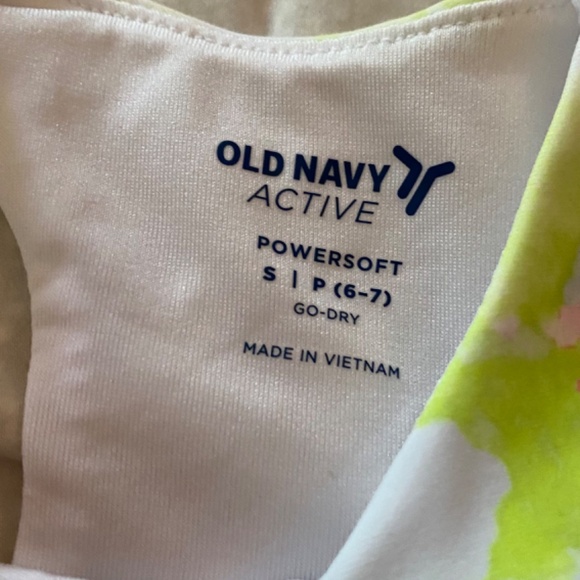 OLD NAVY
ACTIVE
POWERSOFT
S | P (6-7)
GO-DRY
MADE IN VIETNAM